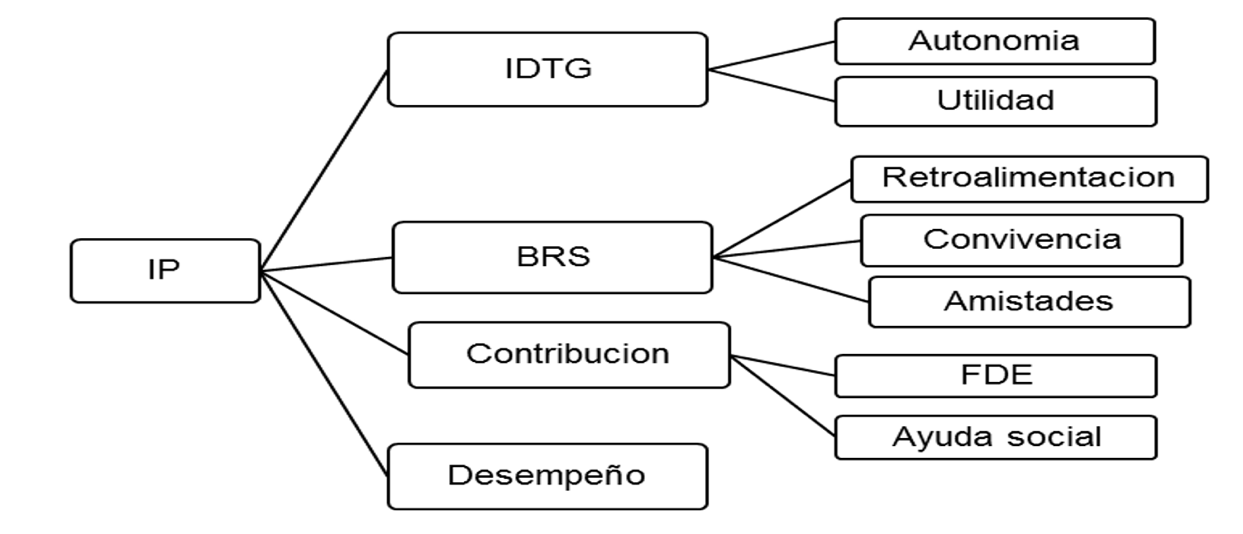 IP
IDTG
Autonomia
Utilidad
BRS
Retroalimentacion
Convivencia
Amistades
Contribucion
FDE
Ayuda social
Desempeño